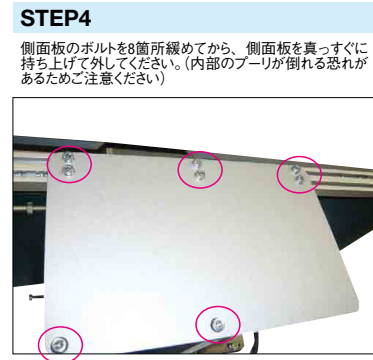 STEP4
側面板のボルトを8箇所緩めてから、側面板を真っすぐに
持ち上げて外してください。（内部のプーリが倒れる恐れが
あるためご注意ください）